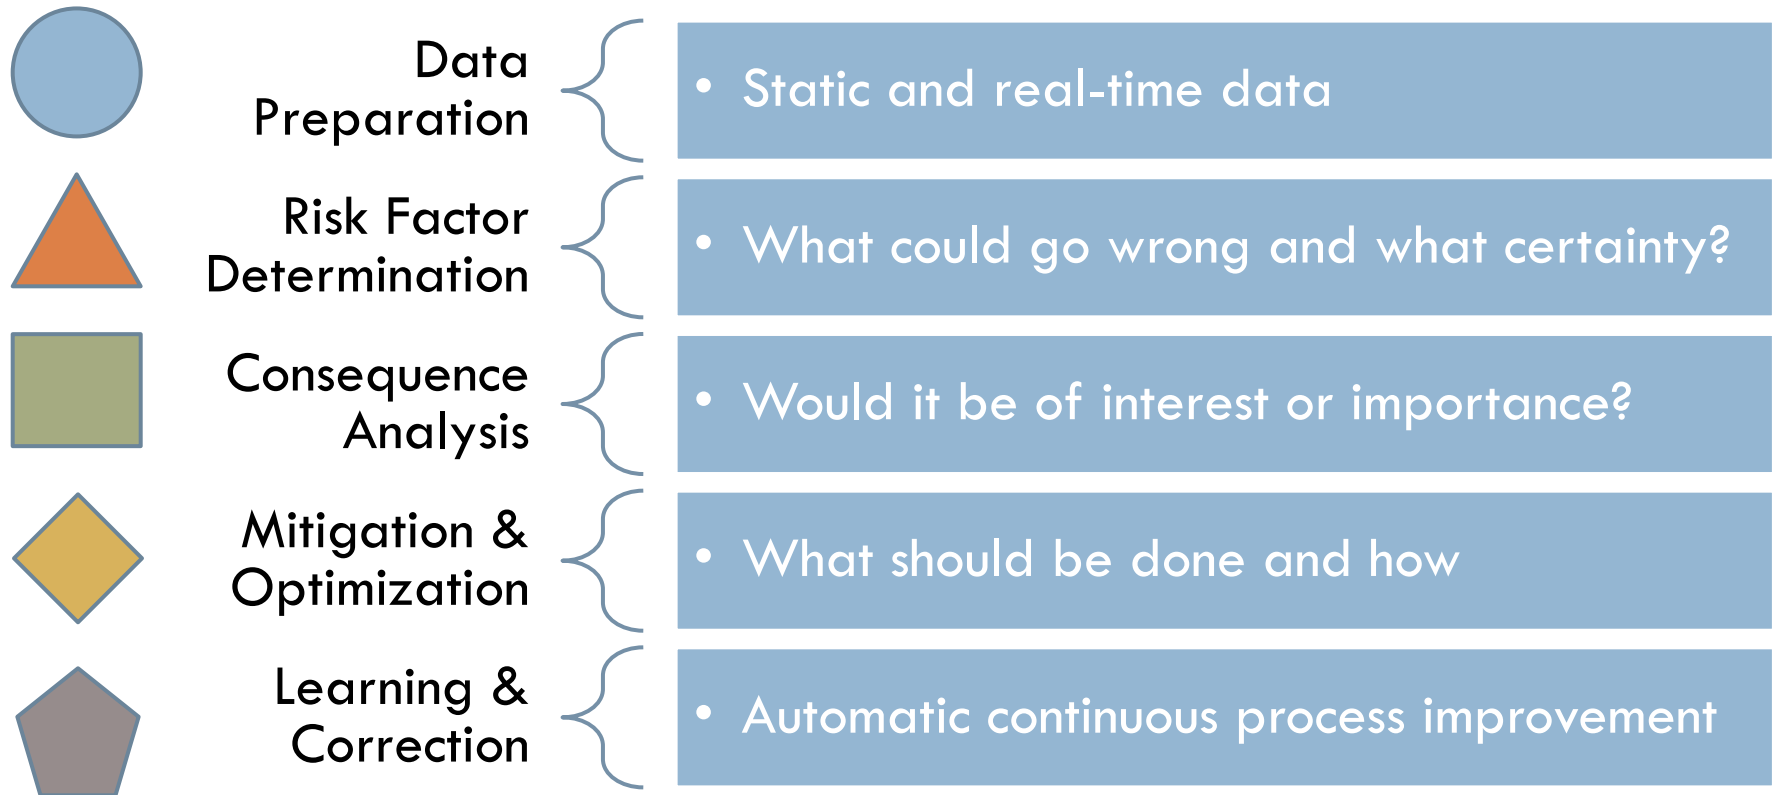 Data
Preparation
• Static and real-time data
Risk Factor
Determination
• What could go wrong and what certainty?
Consequence
Analysis
• Would it be of interest or importance?
Mitigation &
Optimization
• What should be done and how
Learning &
Correction
• Automatic continuous process improvement